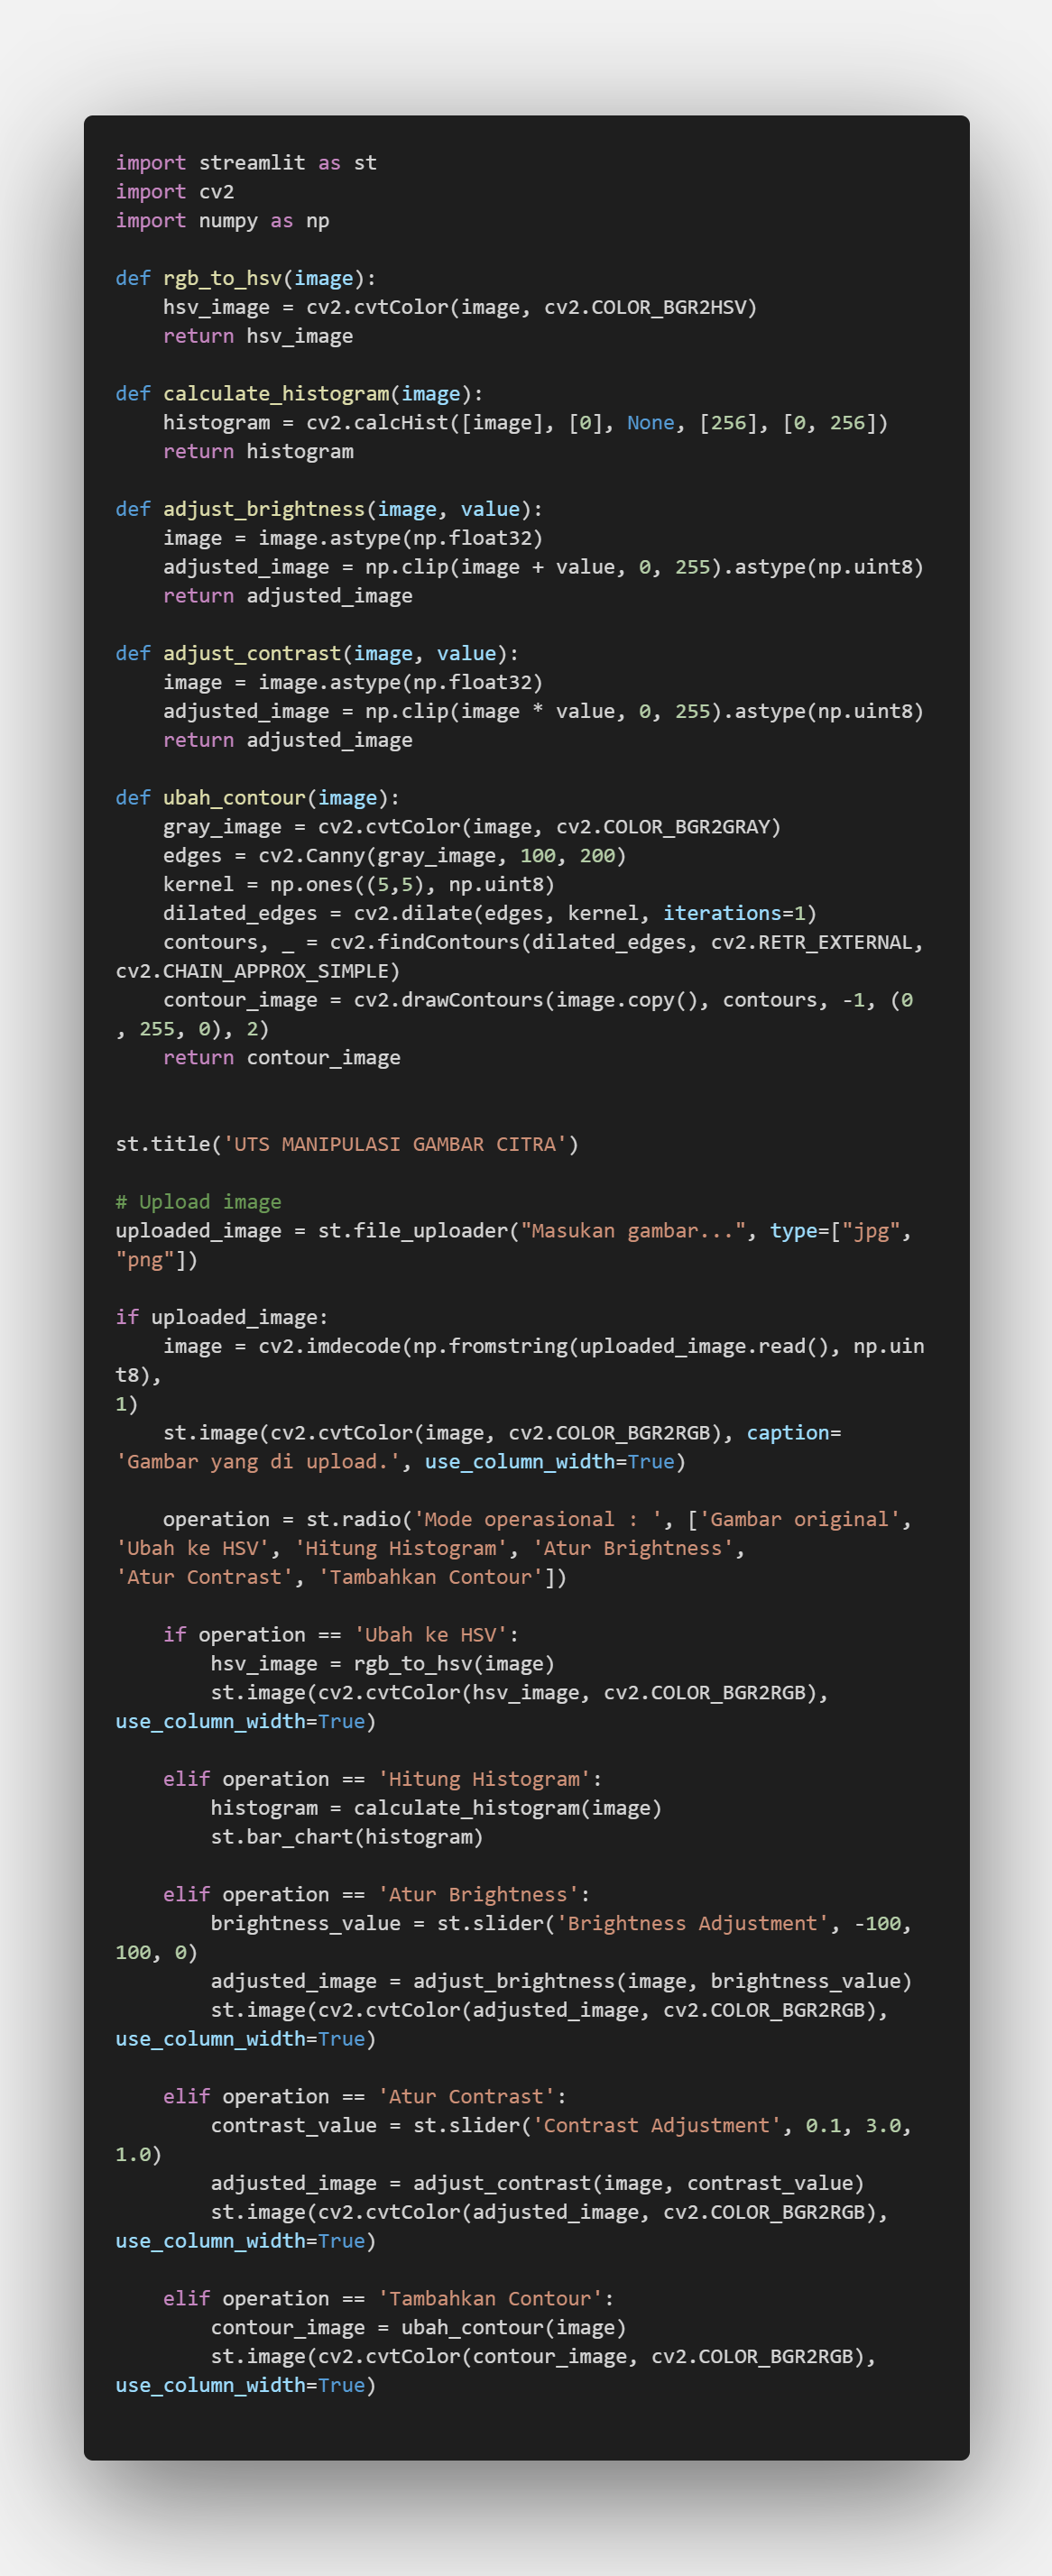 import streamlit as st
import cv2
import numpy as np
def rgb_to_hsv(image):
    hsv_image = cv2.cvtColor(image, cv2.COLOR_BGR2HSV)
    return hsv_image
def calculate_histogram(image):
    histogram = cv2.calcHist([image], [0], None, [256], [0, 256])
    return histogram
def adjust_brightness(image, value):
    image = image.astype(np.float32)
    adjusted_image = np.clip(image + value, 0, 255).astype(np.uint8)
    return adjusted_image
def adjust_contrast(image, value):
    image = image.astype(np.float32)
    adjusted_image = np.clip(image * value, 0, 255).astype(np.uint8)
    return adjusted_image
def ubah_contour(image):
    gray_image = cv2.cvtColor(image, cv2.COLOR_BGR2GRAY)
    edges = cv2.Canny(gray_image, 100, 200)
    kernel = np.ones((5,5), np.uint8)
    dilated_edges = cv2.dilate(edges, kernel, iterations=1)
    contours, _ = cv2.findContours(dilated_edges, cv2.RETR_EXTERNAL,
cv2.CHAIN_APPROX_SIMPLE)
    contour_image = cv2.drawContours(image.copy(), contours, -1, (0
, 255, 0), 2)
    return contour_image
st.title('UTS MANIPULASI GAMBAR CITRA')
# Upload image
uploaded_image = st.file_uploader("Masukan gambar...", type=["jpg",
"png"])
if uploaded_image:
    image = cv2.imdecode(np.fromstring(uploaded_image.read(), np.uin
t8),
1)
    st.image(cv2.cvtColor(image, cv2.COLOR_BGR2RGB), caption=
'Gambar yang di upload.', use_column_width=True)
    operation = st.radio('Mode operasional : ', ['Gambar original',
'Ubah ke HSV', 'Hitung Histogram', 'Atur Brightness',
'Atur Contrast', 'Tambahkan Contour'])
    if operation == 'Ubah ke HSV':
        hsv_image = rgb_to_hsv(image)
        st.image(cv2.cvtColor(hsv_image, cv2.COLOR_BGR2RGB),
use_column_width=True)
    elif operation == 'Hitung Histogram':
        histogram = calculate_histogram(image)
        st.bar_chart(histogram)
    elif operation == 'Atur Brightness':
        brightness_value = st.slider('Brightness Adjustment', -100,
100, 0)
        adjusted_image = adjust_brightness(image, brightness_value)
        st.image(cv2.cvtColor(adjusted_image, cv2.COLOR_BGR2RGB),
use_column_width=True)
    elif operation == 'Atur Contrast':
        contrast_value = st.slider('Contrast Adjustment', 0.1, 3.0,
1.0)
        adjusted_image = adjust_contrast(image, contrast_value)
        st.image(cv2.cvtColor(adjusted_image, cv2.COLOR_BGR2RGB),
use_column_width=True)
    elif operation == 'Tambahkan Contour':
        contour_image = ubah_contour(image)
        st.image(cv2.cvtColor(contour_image, cv2.COLOR_BGR2RGB),
use_column_width=True)